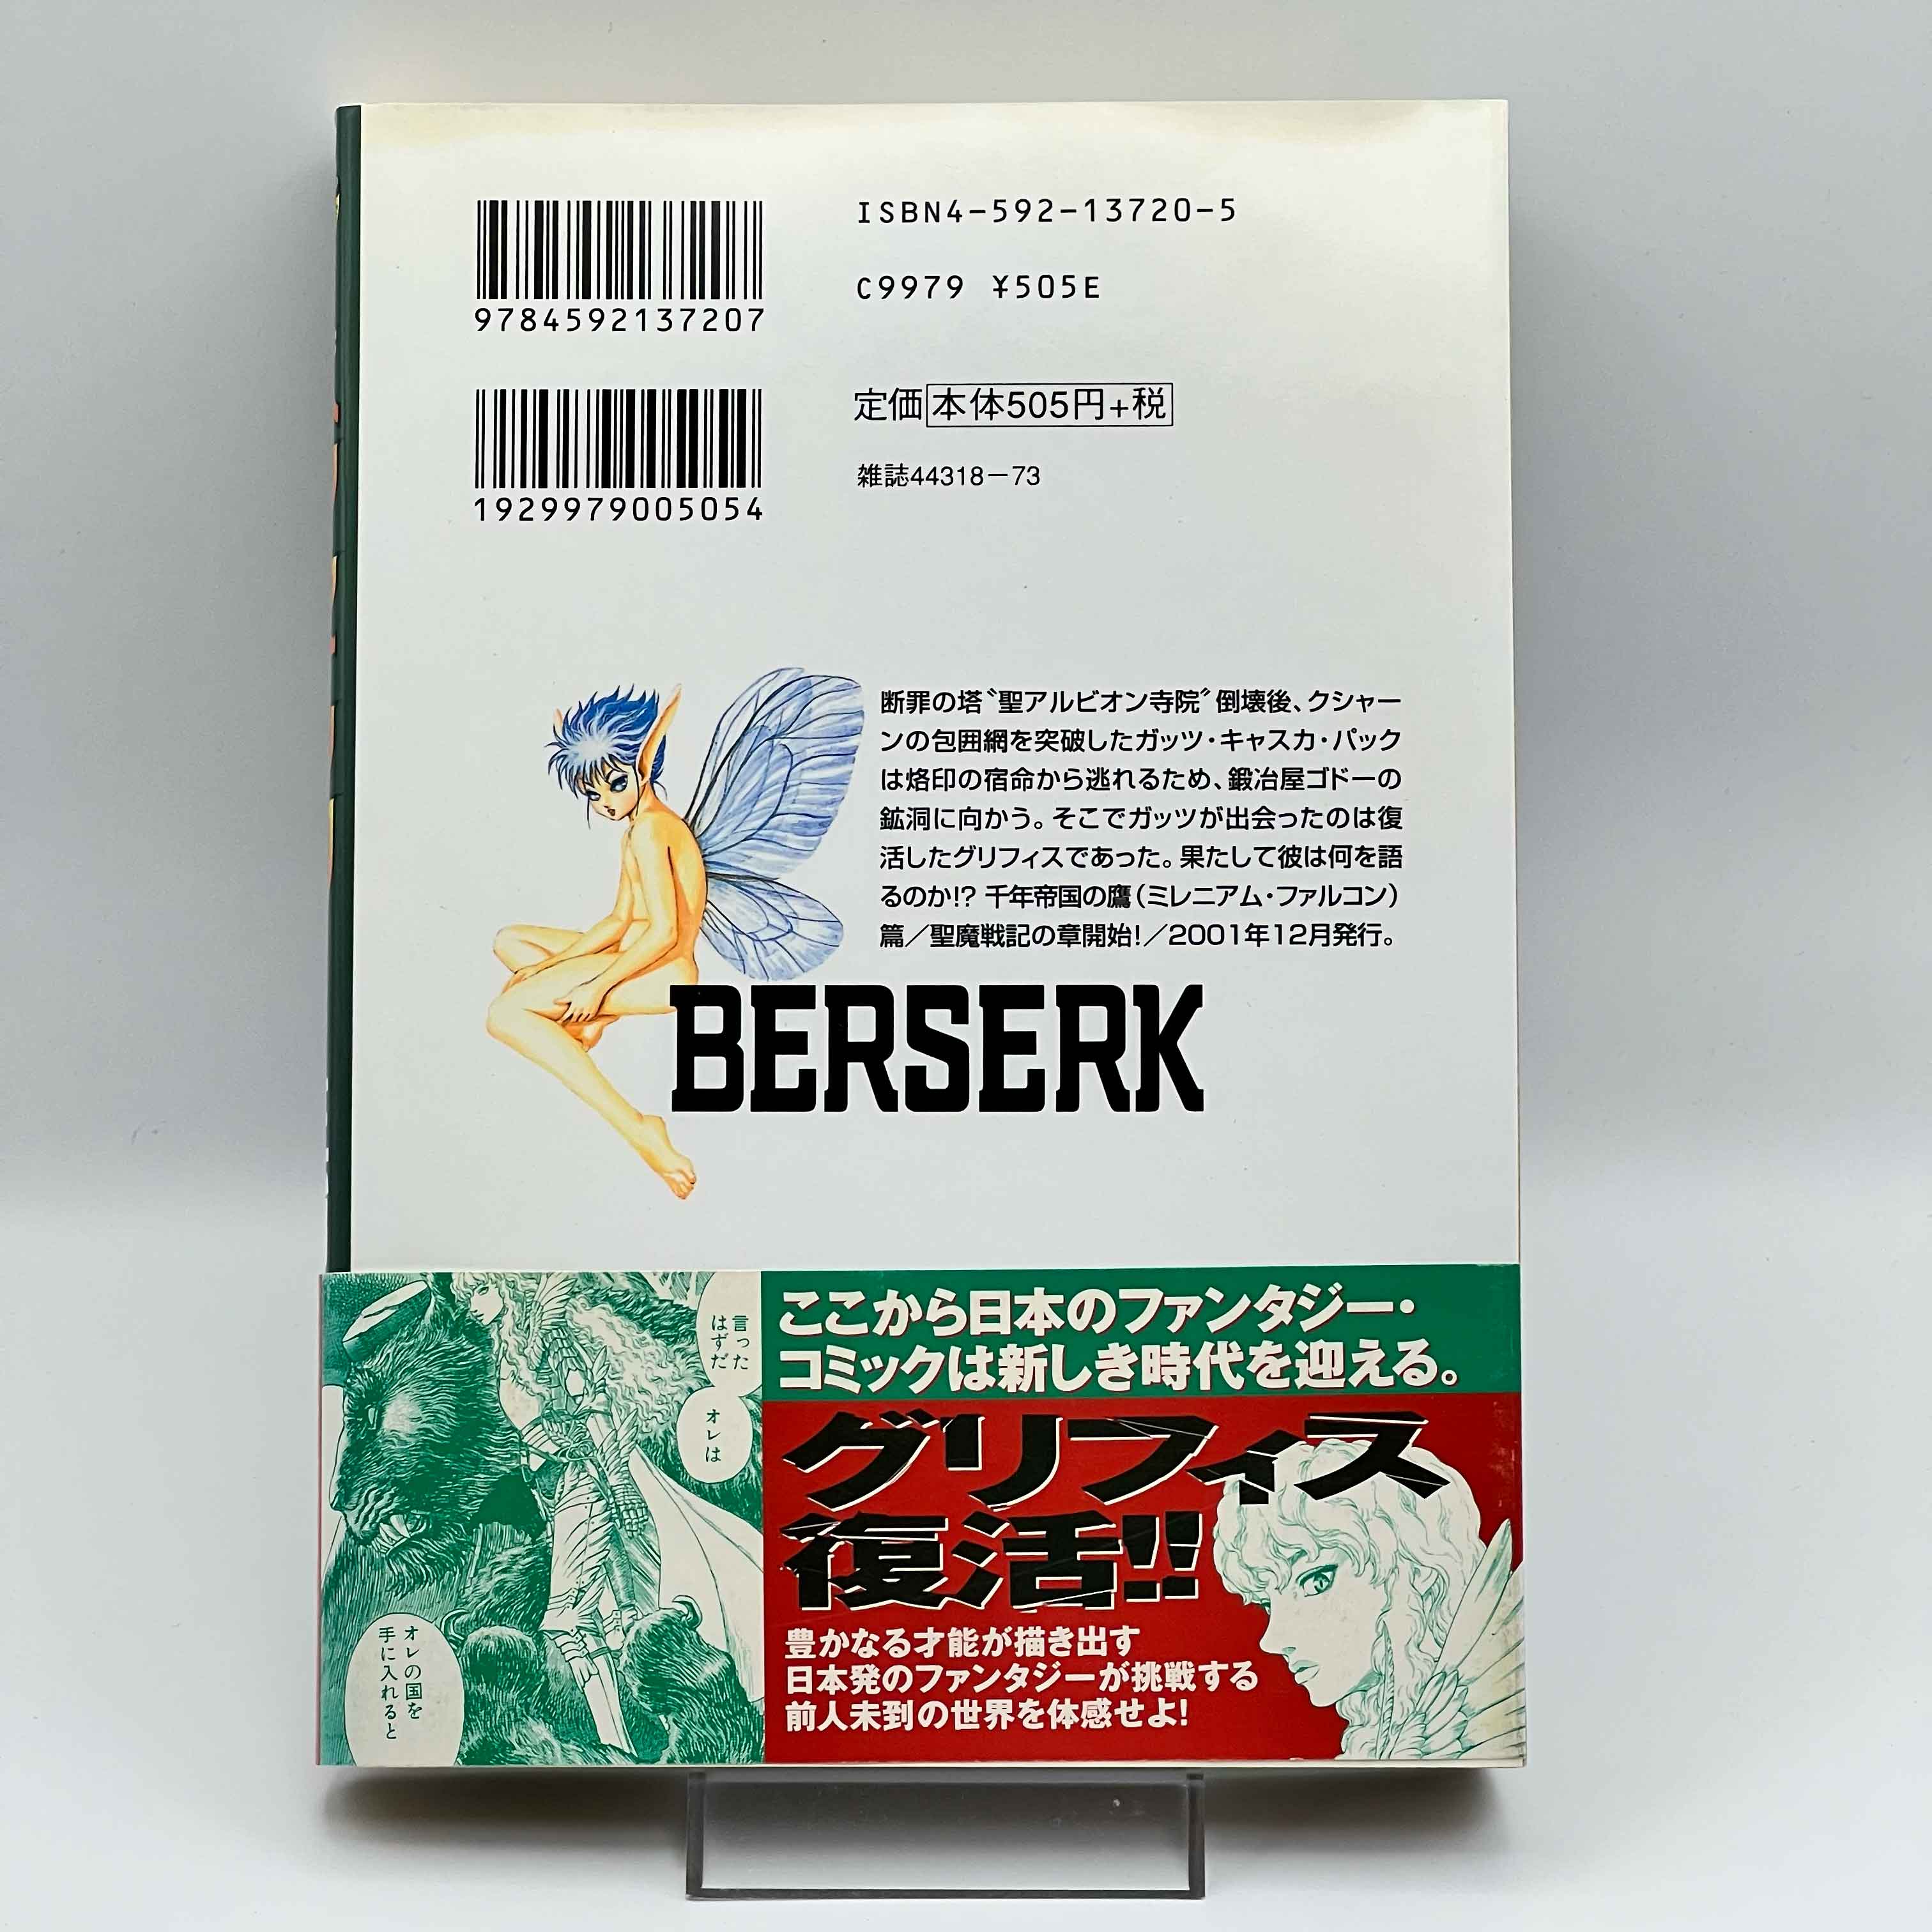 ISBN4-592-13720-5
9784592137207
C9979 ¥505E
定価本体505円+税
1929979005054
雑誌44318-73
断罪の塔〝聖アルビオン寺院〟倒壊後、クシャー
ンの包囲網を突破したガッツ・キャスカ・パック
は烙印の宿命から逃れるため、鍛冶屋ゴドーの
鉱洞に向かう。そこでガッツが出会ったのは復
活したグリフィスであった。果たして彼は何を語
るのか!? 千年帝国の鷹(ミレニアム・ファルコン)
篇/聖魔戦記の章開始!/2001年12月発行。
BERSERK
言った
はずだ
オレは
オレの国を
手に入れると
ここから日本のファンタジー・
コミックは新しき時代を迎える。
グリフィス
復活!!
豊かなる才能が描き出す
日本発のファンタジーが挑戦する
前人未到の世界を体感せよ!